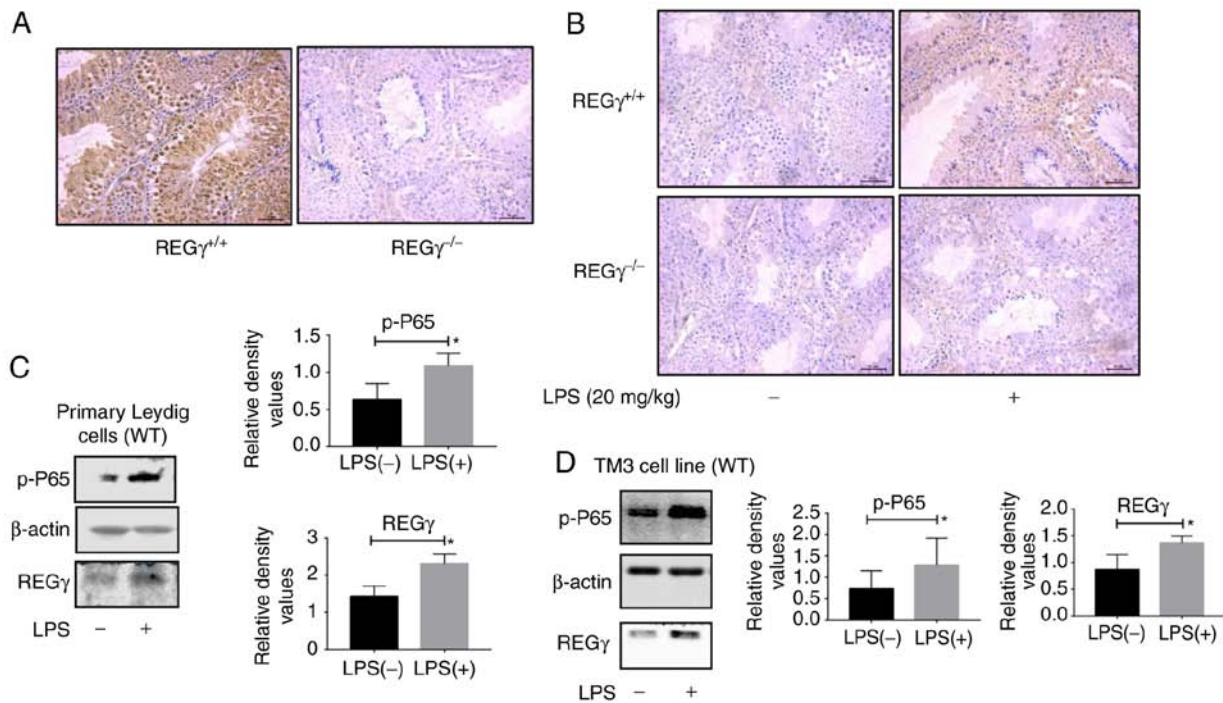 A
REGγ+/+
REGγ−/−
B
REGγ+/+
REGγ−/−
LPS (20 mg/kg)
−
+
C
Primary Leydig
cells (WT)
p-P65
β-actin
REGγ
LPS
−
+
p-P65
*
Relative density
values
1.5
1.0
0.5
0.0
LPS(−)
LPS(+)
REGγ
*
Relative density
values
3
2
1
0
LPS(−)
LPS(+)
D
TM3 cell line (WT)
p-P65
β-actin
REGγ
LPS
−
+
p-P65
*
Relative density
values
2.5
2.0
1.5
1.0
0.5
0.0
LPS(−)
LPS(+)
REGγ
*
Relative density
values
2.0
1.5
1.0
0.5
0.0
LPS(−)
LPS(+)